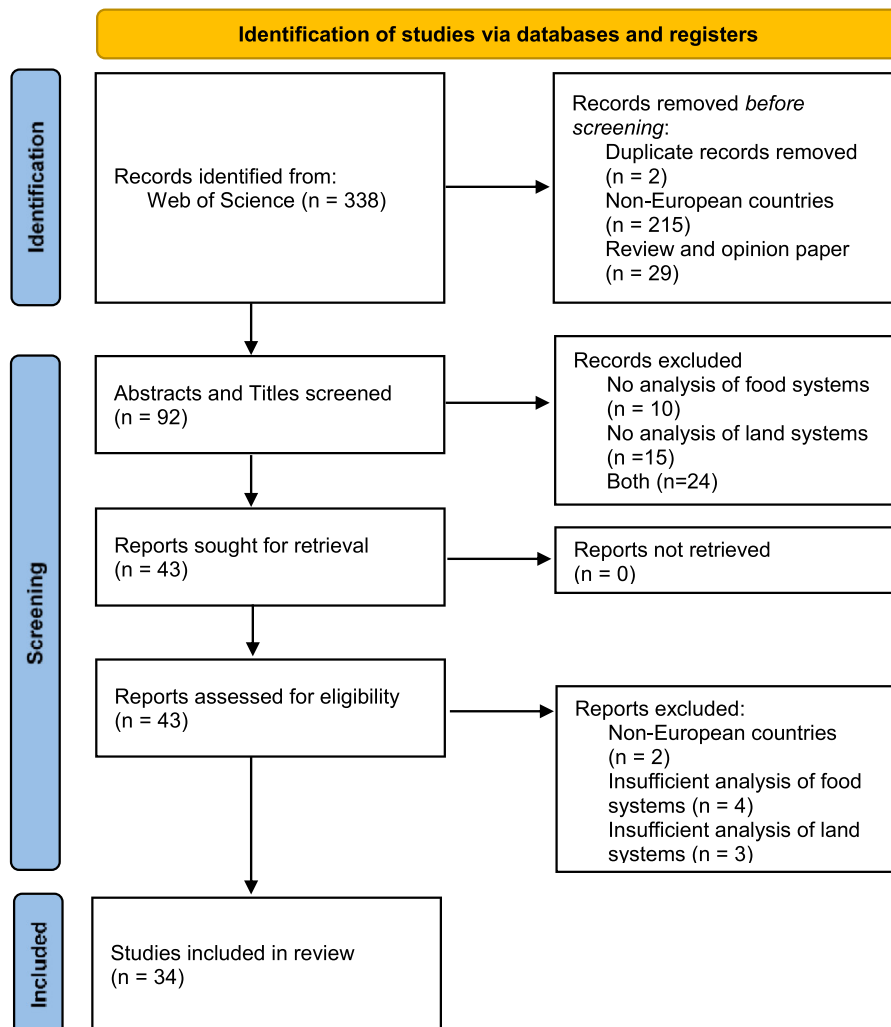 Identification of studies via databases and registers
Identification
Records identified from:
Web of Science (n = 338)
Records removed before
screening:
Duplicate records removed
(n = 2)
Non-European countries
(n = 215)
Review and opinion paper
(n = 29)
Screening
Abstracts and Titles screened
(n = 92)
Records excluded
No analysis of food systems
(n = 10)
No analysis of land systems
(n =15)
Both (n=24)
Reports sought for retrieval
(n = 43)
Reports not retrieved
(n = 0)
Reports assessed for eligibility
(n = 43)
Reports excluded:
Non-European countries
(n = 2)
Insufficient analysis of food
systems (n = 4)
Insufficient analysis of land
systems (n = 3)
Included
Studies included in review
(n = 34)